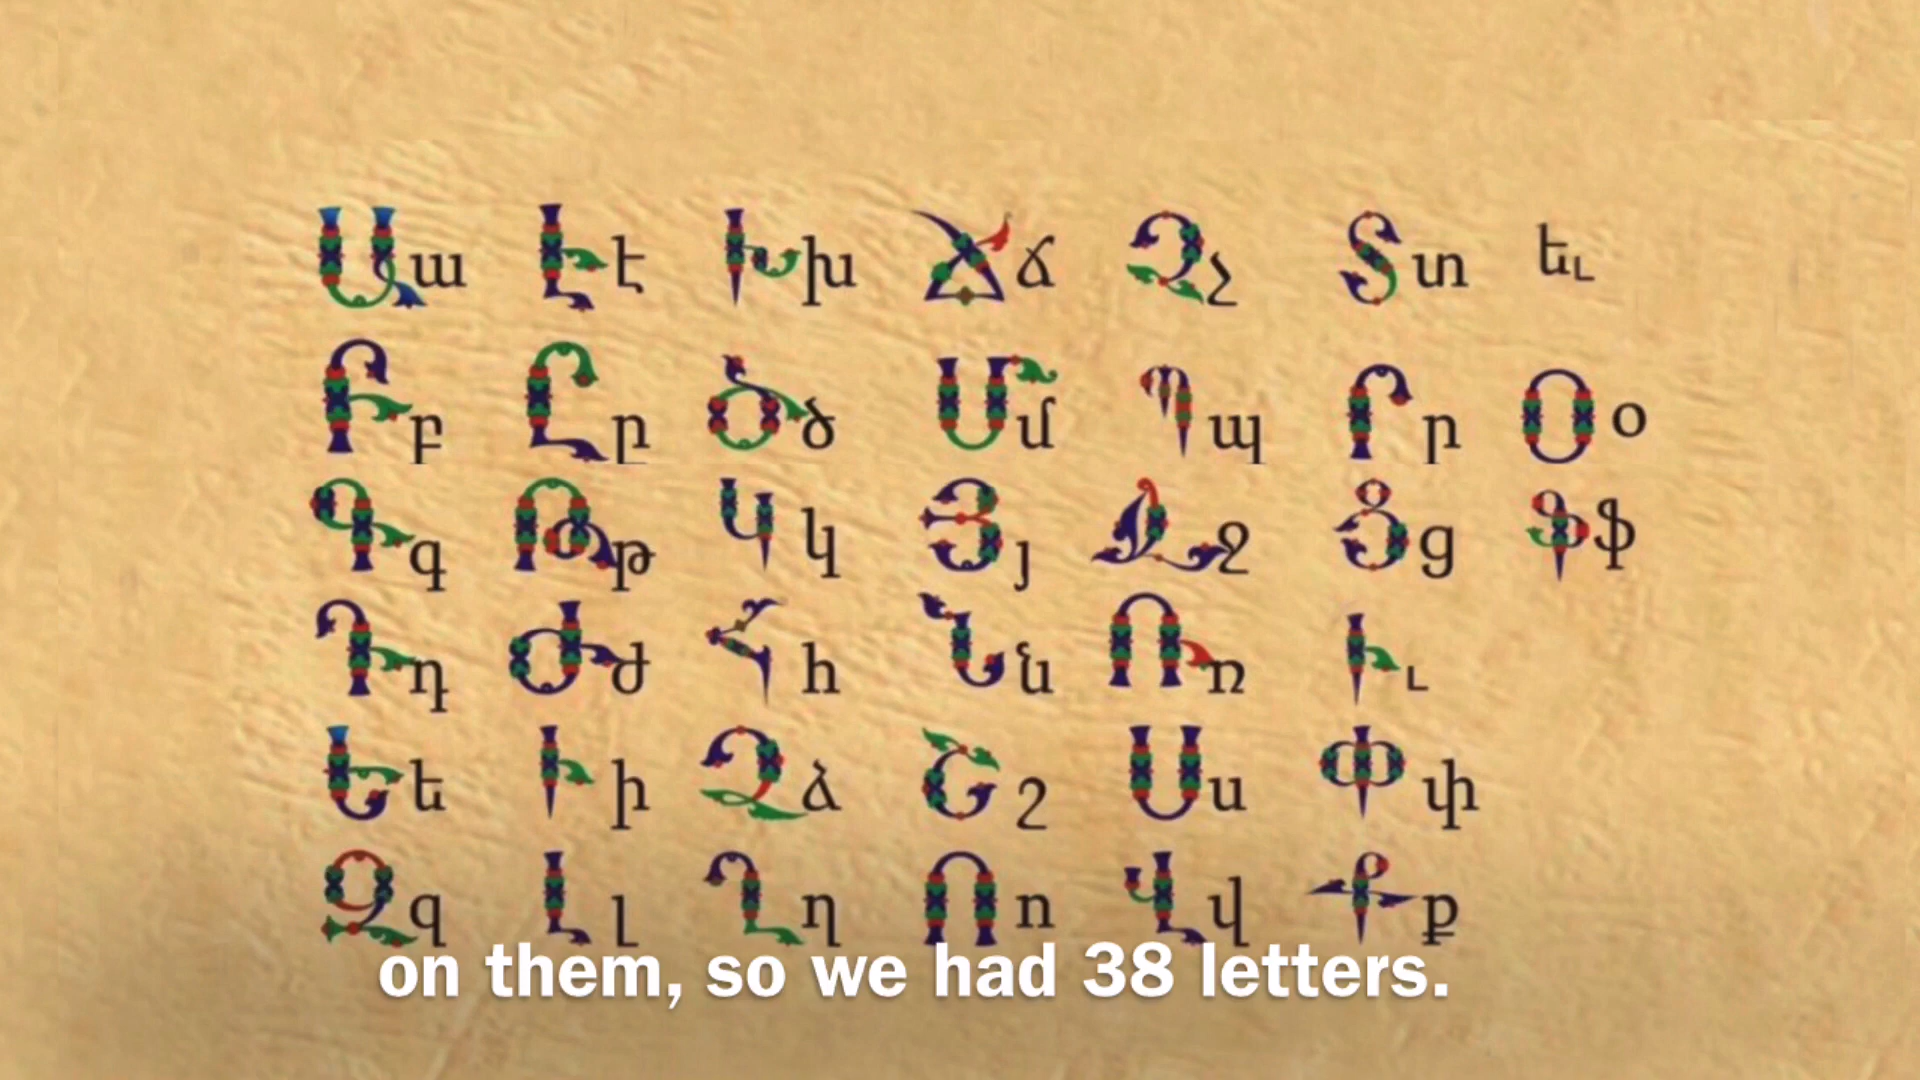 Աա Էէ Խխ Ճճ Չչ Տտ եւ
Բբ Ըը Ծծ Մմ Պպ Րր Օօ
Գգ Թթ Կկ Յյ Ջջ Ցց Ֆֆ
Դդ Ժժ Հհ Նն Ռռ Ււ
Եե Իի Ձձ Շշ Սս Փփ
Զզ Լլ Ղղ Ոո Վվ Քք
on them, so we had 38 letters.